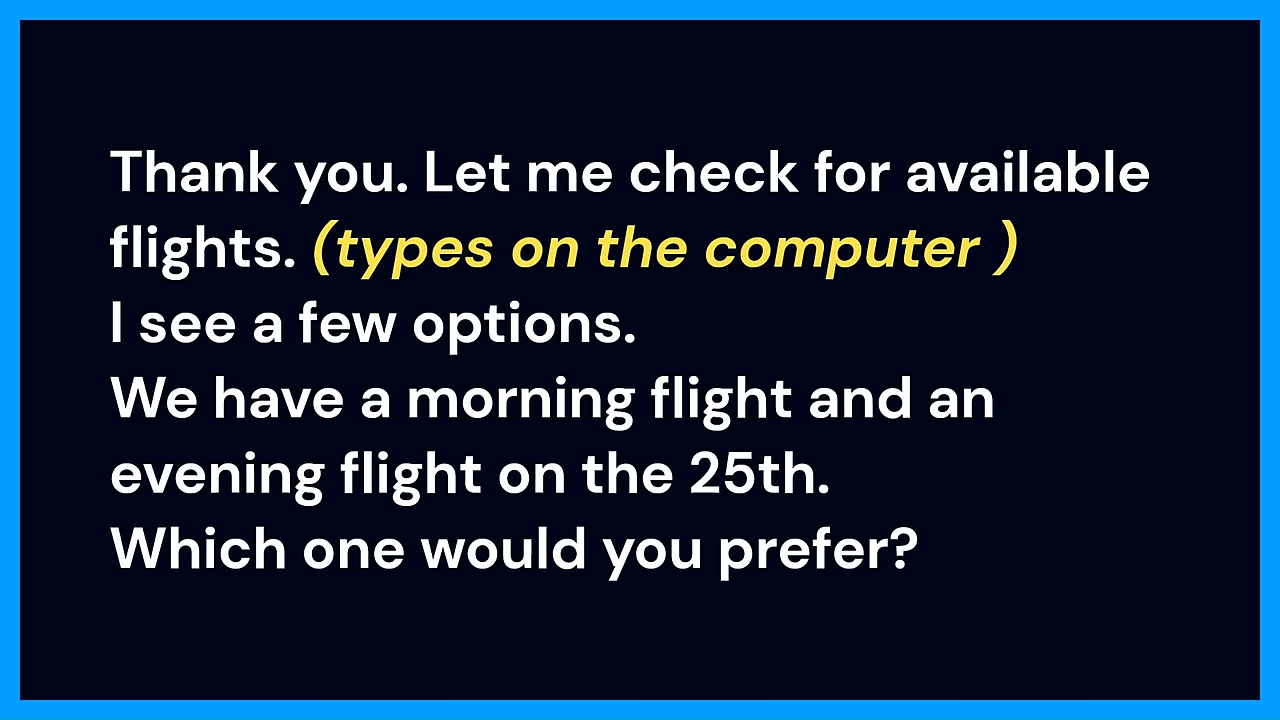 Thank you. Let me check for available
flights. (types on the computer )
I see a few options.
We have a morning flight and an
evening flight on the 25th.
Which one would you prefer?